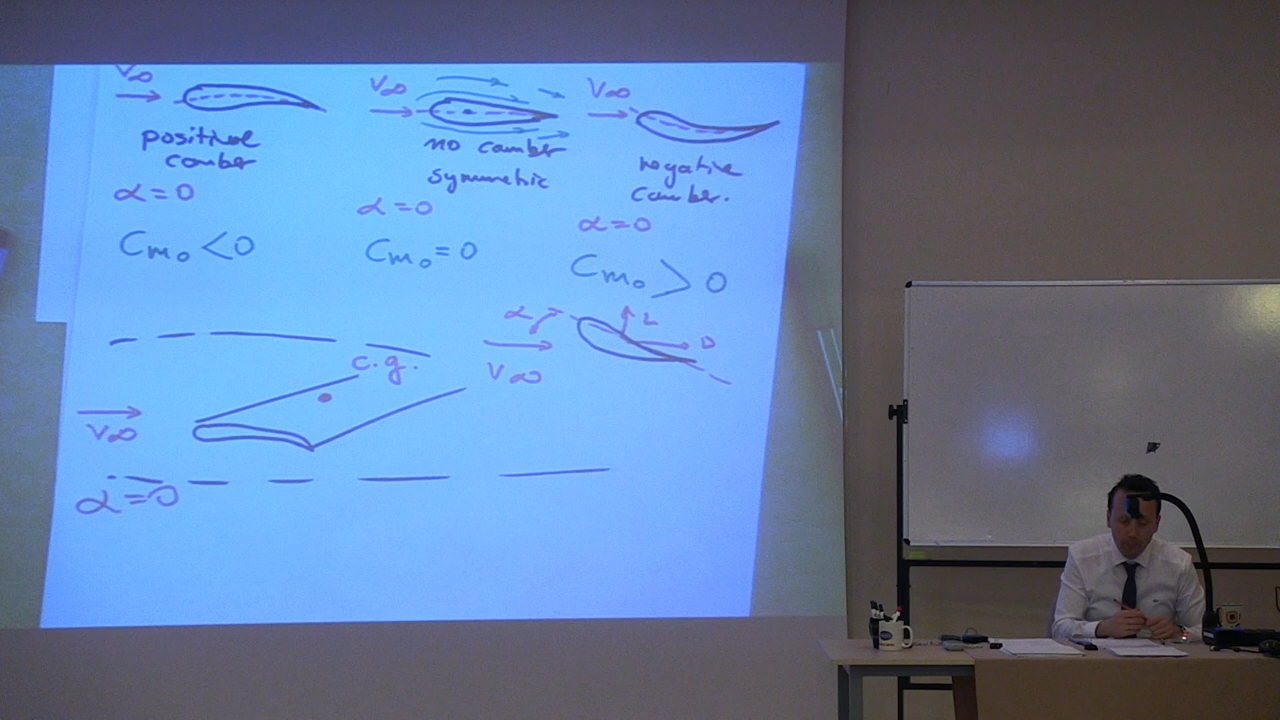 V∞
positive
camber
α = 0
Cm₀ < 0
V∞
no camber
symmetric
α = 0
Cm₀ = 0
V∞
negative
camber.
α = 0
Cm₀ > 0
α
L
D
V∞
c.g.
V∞
α = 0